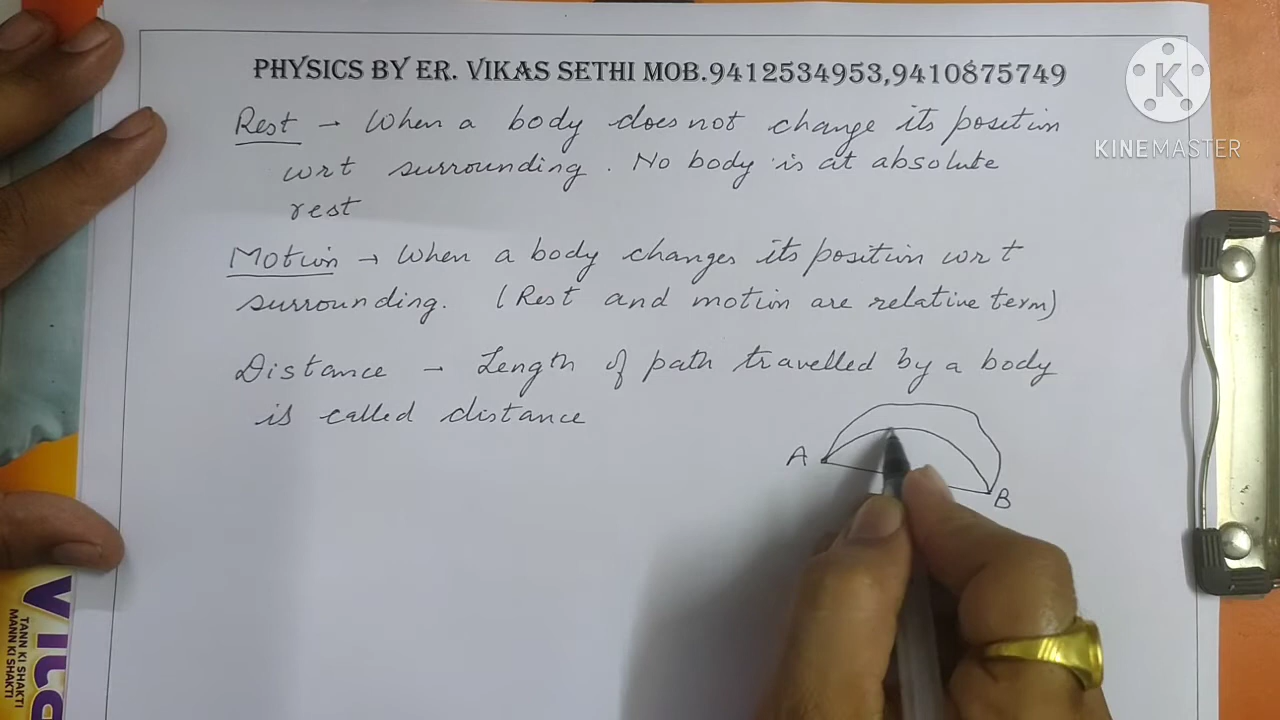 PHYSICS BY ER. VIKAS SETHI MOB.9412534953,9410875749
K
KINEMASTER
Rest → When a body does not change its position
wrt surrounding. No body is at absolute
rest
Motion → When a body changes its position wrt
surrounding. (Rest and motion are relative term)
Distance → Length of path travelled by a body
is called distance
A
B
TANN KI SHAKTI
MANN KI SHAKTI